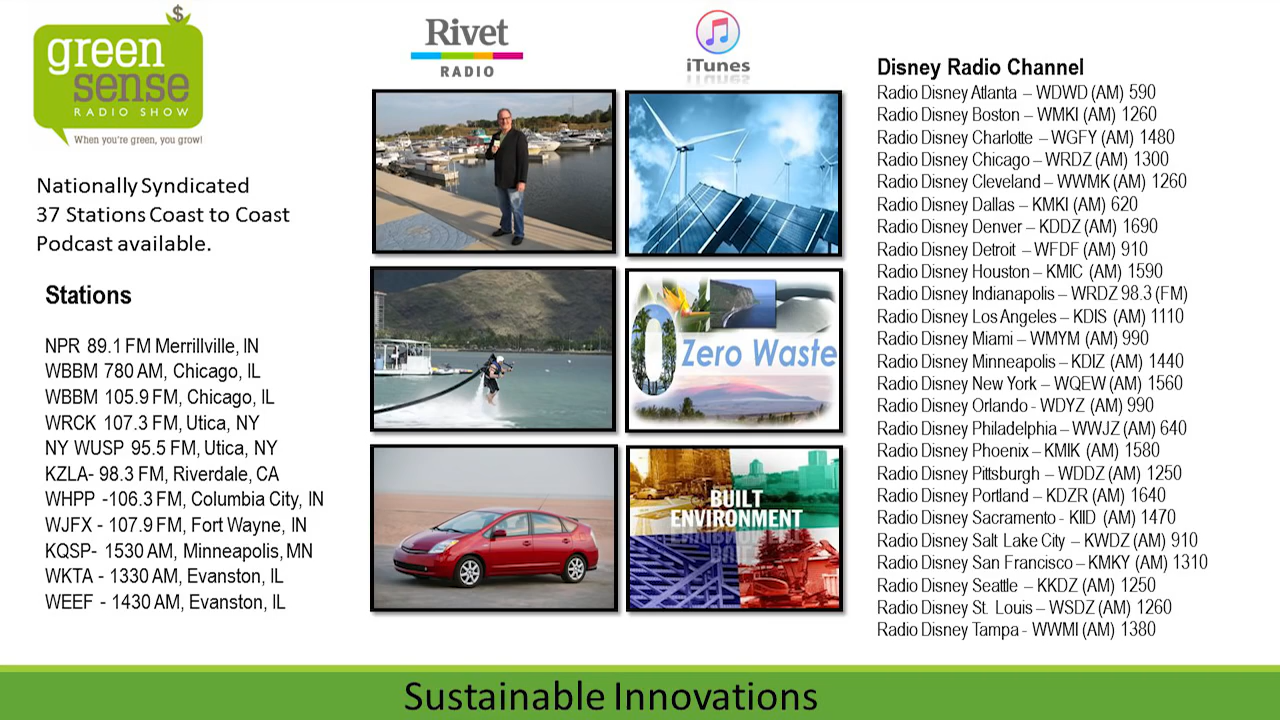 $
green
sense
RADIO SHOW
When you're green, you grow!
Nationally Syndicated
37 Stations Coast to Coast
Podcast available.
Stations
NPR 89.1 FM Merrillville, IN
WBBM 780 AM, Chicago, IL
WBBM 105.9 FM, Chicago, IL
WRCK 107.3 FM, Utica, NY
NY WUSP 95.5 FM, Utica, NY
KZLA- 98.3 FM, Riverdale, CA
WHPP -106.3 FM, Columbia City, IN
WJFX - 107.9 FM, Fort Wayne, IN
KQSP- 1530 AM, Minneapolis, MN
WKTA - 1330 AM, Evanston, IL
WEEF - 1430 AM, Evanston, IL
Rivet
RADIO
iTunes
0 Zero Waste
BUILT
ENVIRONMENT
Disney Radio Channel
Radio Disney Atlanta – WDWD (AM) 590
Radio Disney Boston – WMKI (AM) 1260
Radio Disney Charlotte – WGFY (AM) 1480
Radio Disney Chicago – WRDZ (AM) 1300
Radio Disney Cleveland – WWMK (AM) 1260
Radio Disney Dallas – KMKI (AM) 620
Radio Disney Denver – KDDZ (AM) 1690
Radio Disney Detroit – WFDF (AM) 910
Radio Disney Houston – KMIC (AM) 1590
Radio Disney Indianapolis – WRDZ 98.3 (FM)
Radio Disney Los Angeles – KDIS (AM) 1110
Radio Disney Miami – WMYM (AM) 990
Radio Disney Minneapolis – KDIZ (AM) 1440
Radio Disney New York – WQEW (AM) 1560
Radio Disney Orlando - WDYZ (AM) 990
Radio Disney Philadelphia – WWJZ (AM) 640
Radio Disney Phoenix – KMIK (AM) 1580
Radio Disney Pittsburgh – WDDZ (AM) 1250
Radio Disney Portland – KDZR (AM) 1640
Radio Disney Sacramento - KIID (AM) 1470
Radio Disney Salt Lake City – KWDZ (AM) 910
Radio Disney San Francisco – KMKY (AM) 1310
Radio Disney Seattle – KKDZ (AM) 1250
Radio Disney St. Louis – WSDZ (AM) 1260
Radio Disney Tampa - WWMI (AM) 1380
Sustainable Innovations